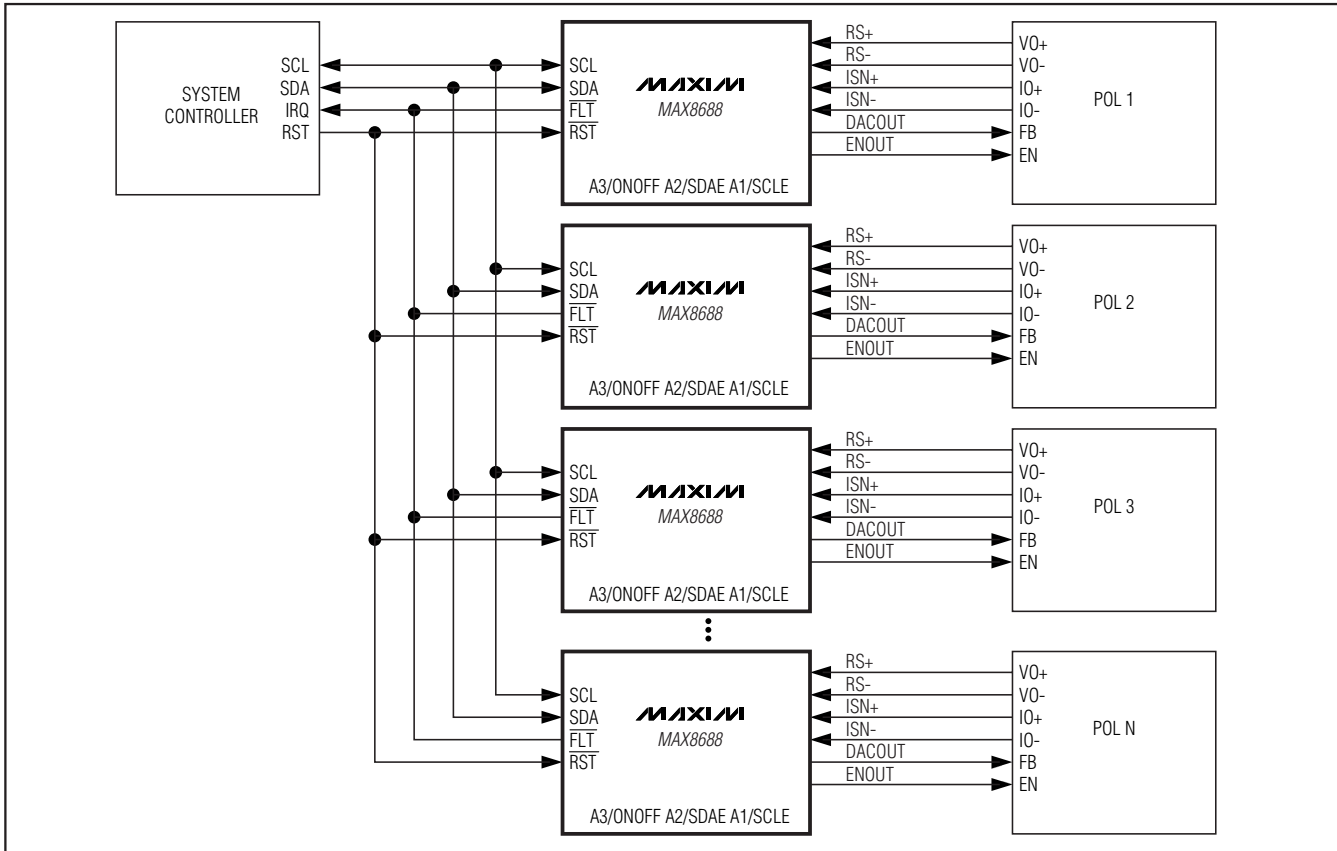 SYSTEM
CONTROLLER
SCL
SDA
IRQ
RST
SCL
SDA
FLT
RST
MAXIM
MAX8688
A3/ONOFF A2/SDAE A1/SCLE
RS+
RS-
ISN+
ISN-
DACOUT
ENOUT
VO+
VO-
IO+
IO-
FB
EN
POL 1
SCL
SDA
FLT
RST
MAXIM
MAX8688
A3/ONOFF A2/SDAE A1/SCLE
RS+
RS-
ISN+
ISN-
DACOUT
ENOUT
VO+
VO-
IO+
IO-
FB
EN
POL 2
SCL
SDA
FLT
RST
MAXIM
MAX8688
A3/ONOFF A2/SDAE A1/SCLE
RS+
RS-
ISN+
ISN-
DACOUT
ENOUT
VO+
VO-
IO+
IO-
FB
EN
POL 3
SCL
SDA
FLT
RST
MAXIM
MAX8688
A3/ONOFF A2/SDAE A1/SCLE
RS+
RS-
ISN+
ISN-
DACOUT
ENOUT
VO+
VO-
IO+
IO-
FB
EN
POL N